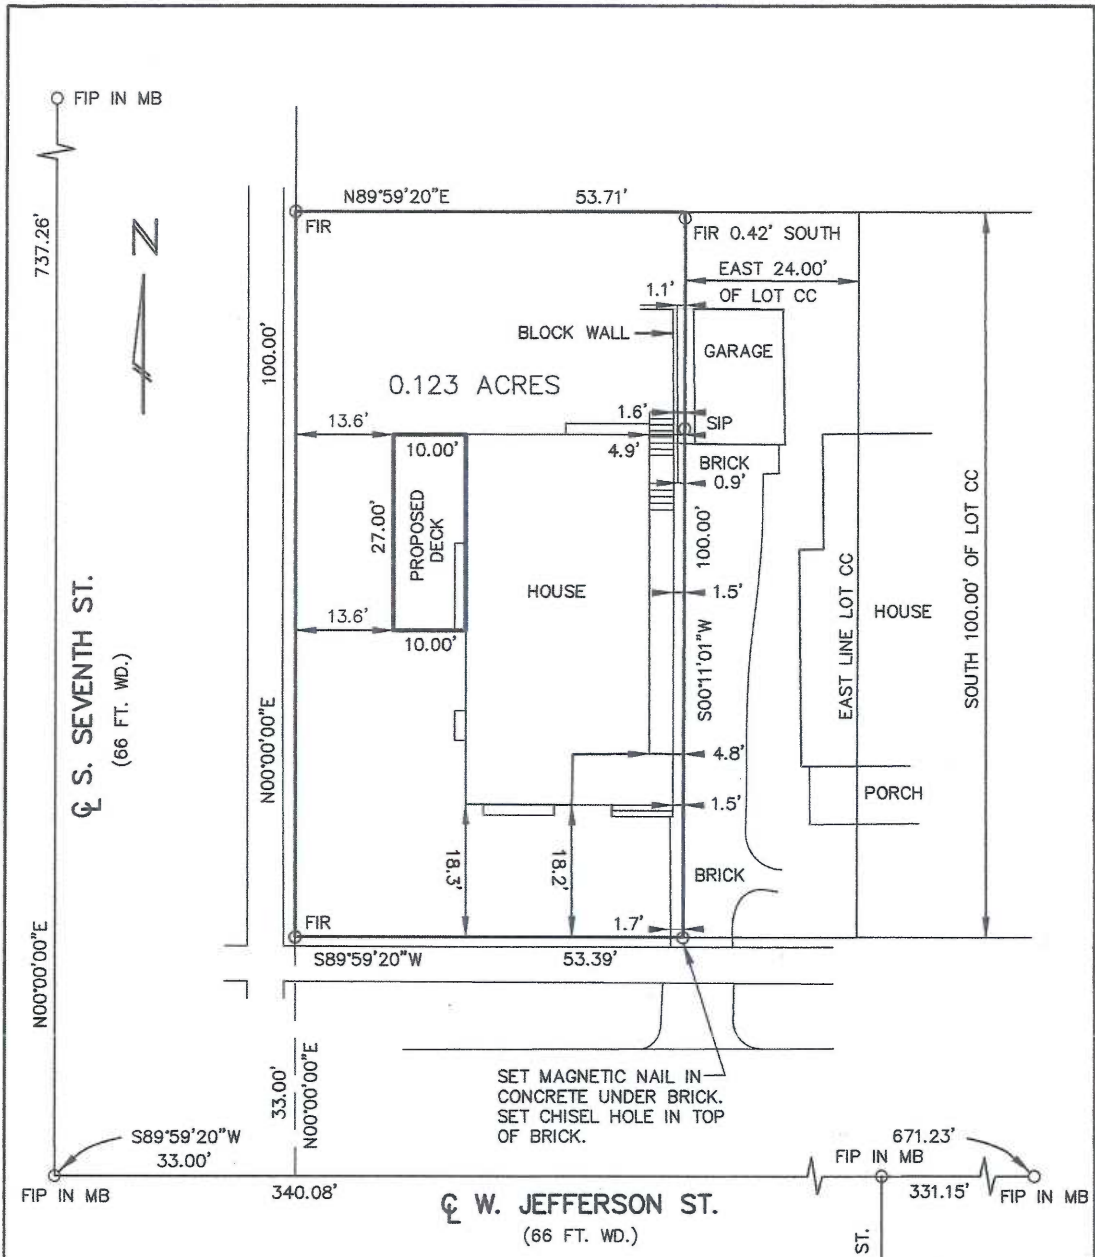 FIP IN MB
737.26'
N
N89°59'20"E
53.71'
FIR
FIR 0.42' SOUTH
EAST 24.00'
OF LOT CC
1.1'
BLOCK WALL
GARAGE
100.00'
0.123 ACRES
13.6'
1.6'
SIP
10.00'
4.9'
BRICK
0.9'
27.00'
PROPOSED
DECK
100.00'
HOUSE
1.5'
13.6'
10.00'
S00°11'01"W
EAST LINE LOT CC
HOUSE
SOUTH 100.00' OF LOT CC
℄ S. SEVENTH ST.
(66 FT. WD.)
N00°00'00"E
4.8'
1.5'
PORCH
18.3'
18.2'
BRICK
1.7'
FIR
S89°59'20"W
53.39'
N00°00'00"E
33.00'
N00°00'00"E
SET MAGNETIC NAIL IN
CONCRETE UNDER BRICK.
SET CHISEL HOLE IN TOP
OF BRICK.
S89°59'20"W
33.00'
671.23'
FIP IN MB
FIP IN MB
340.08'
℄ W. JEFFERSON ST.
(66 FT. WD.)
331.15'
FIP IN MB
ST.